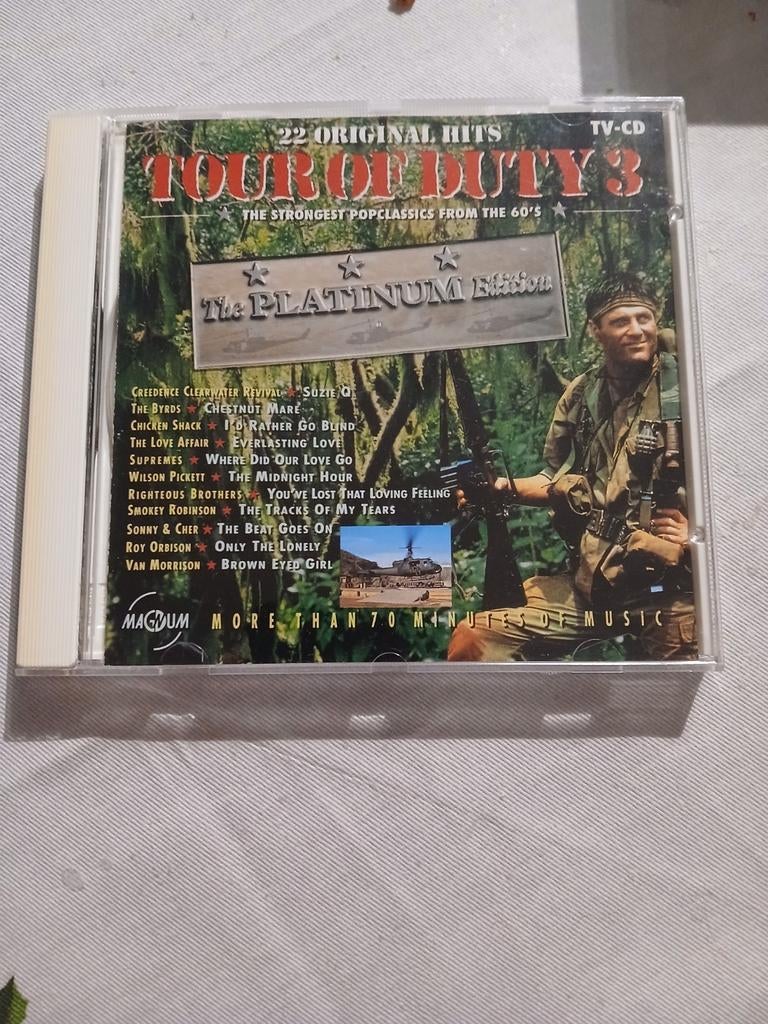 22 ORIGINAL HITS
TV-CD
TOUR OF DUTY 3
THE STRONGEST POPCLASSICS FROM THE 60'S
The PLATINUM Edition
CREEDENCE CLEARWATER REVIVAL ★ SUZIE Q
THE BYRDS ★ CHESTNUT MARE
CHICKEN SHACK ★ I'D RATHER GO BLIND
THE LOVE AFFAIR ★ EVERLASTING LOVE
SUPREMES ★ WHERE DID OUR LOVE GO
WILSON PICKETT ★ THE MIDNIGHT HOUR
RIGHTEOUS BROTHERS ★ YOU'VE LOST THAT LOVING FEELING
SMOKEY ROBINSON ★ THE TRACKS OF MY TEARS
SONNY & CHER ★ THE BEAT GOES ON
ROY ORBISON ★ ONLY THE LONELY
VAN MORRISON ★ BROWN EYED GIRL
MAGNUM MORE THAN 70 MINUTES OF MUSIC